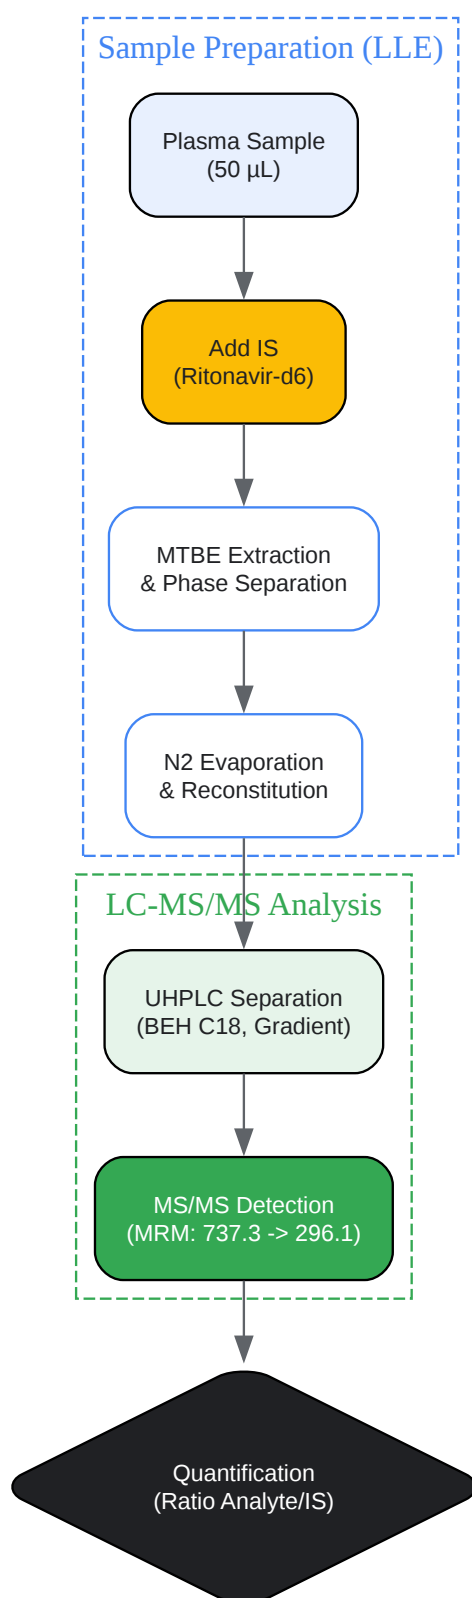 Sample Preparation (LLE)
Plasma Sample
(50 µL)
Add IS
(Ritonavir-d6)
MTBE Extraction
& Phase Separation
N2 Evaporation
& Reconstitution
LC-MS/MS Analysis
UHPLC Separation
(BEH C18, Gradient)
MS/MS Detection
(MRM: 737.3 -> 296.1)
Quantification
(Ratio Analyte/IS)